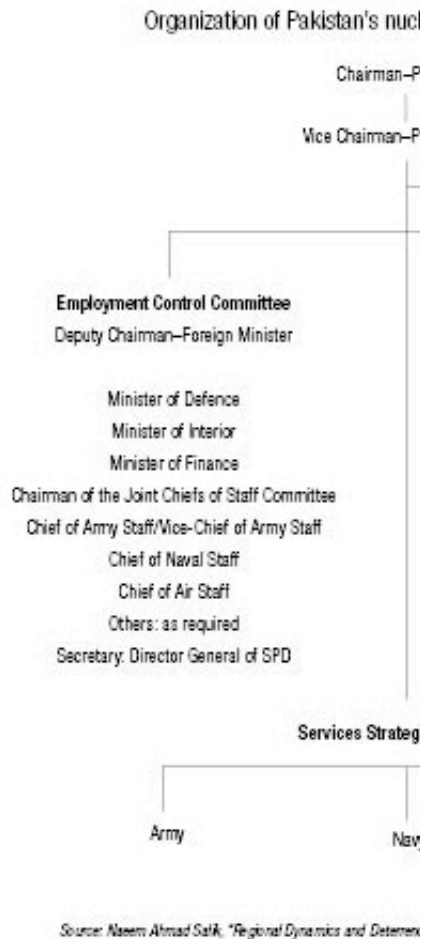 Organization of Pakistan's nucl
Chairman–P
Vice Chairman–P
Employment Control Committee
Deputy Chairman–Foreign Minister
Minister of Defence
Minister of Interior
Minister of Finance
Chairman of the Joint Chiefs of Staff Committee
Chief of Army Staff/Vice-Chief of Army Staff
Chief of Naval Staff
Chief of Air Staff
Others: as required
Secretary: Director General of SPD
Services Strateg
Army
Navy
Source: Naeem Ahmad Salik, "Regional Dynamics and Deterrenc